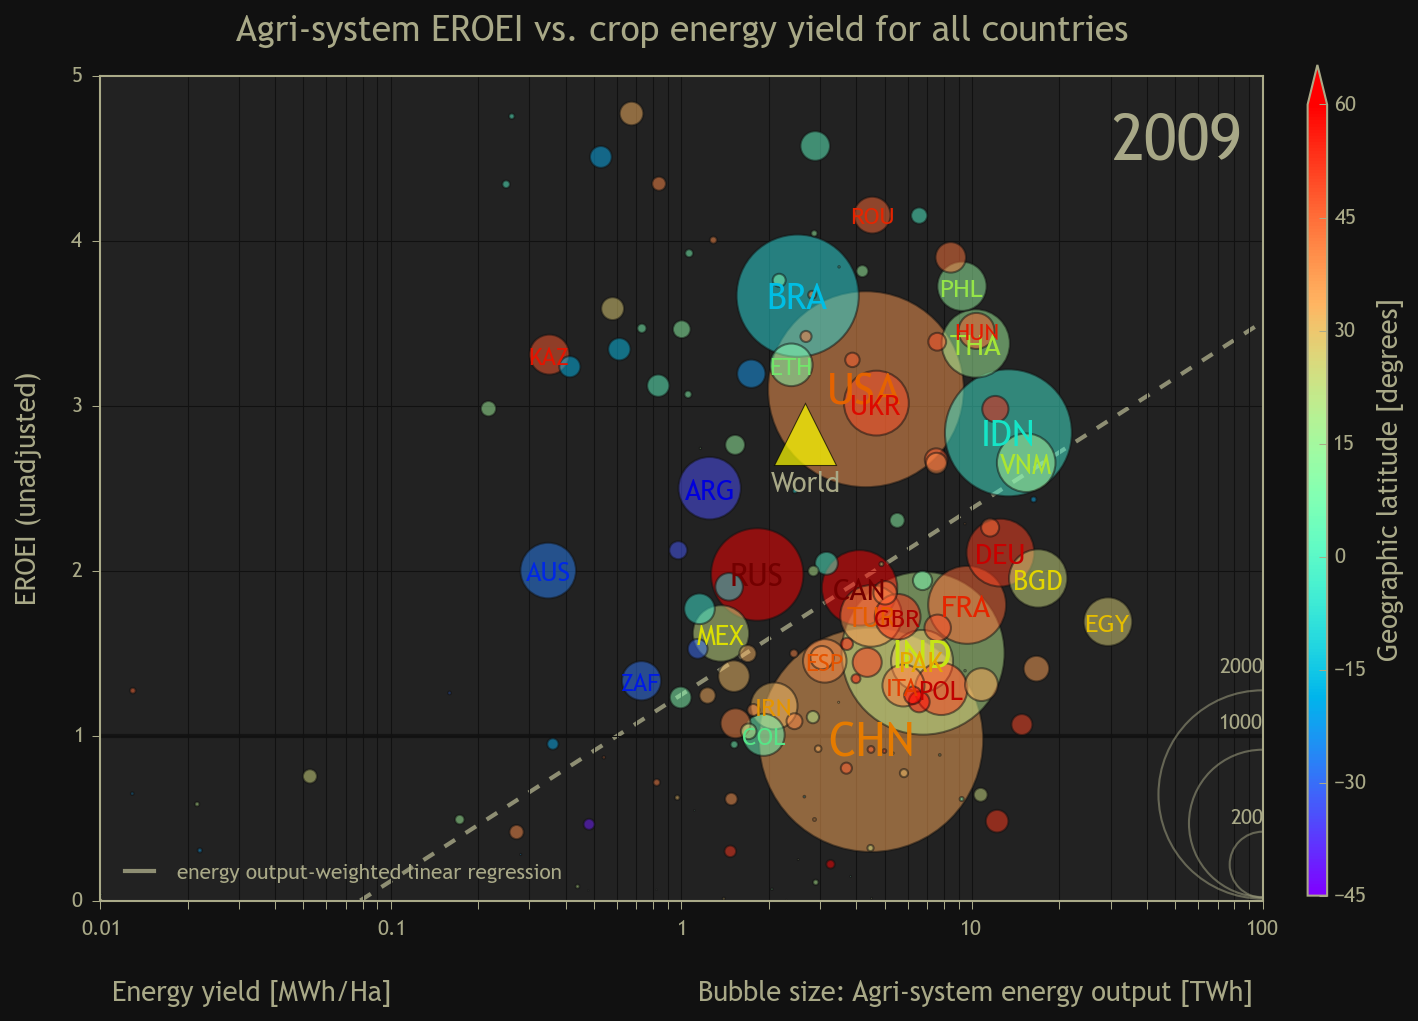 Agri-system EROEI vs. crop energy yield for all countries
2009
5
4
3
2
1
0
EROEI (unadjusted)
0.01
0.1
1
10
100
Energy yield [MWh/Ha]
Bubble size: Agri-system energy output [TWh]
energy output-weighted linear regression
ROU
BRA
PHL
HUN
THA
KAZ
ETH
USA
UKR
IDN
VNM
World
ARG
AUS
RUS
CAN
DEU
BGD
FRA
GBR
EGY
MEX
IND
ESP
PAK
ZAF
ITA
POL
IRN
COL
CHN
2000
1000
200
60
45
30
15
0
−15
−30
−45
Geographic latitude [degrees]